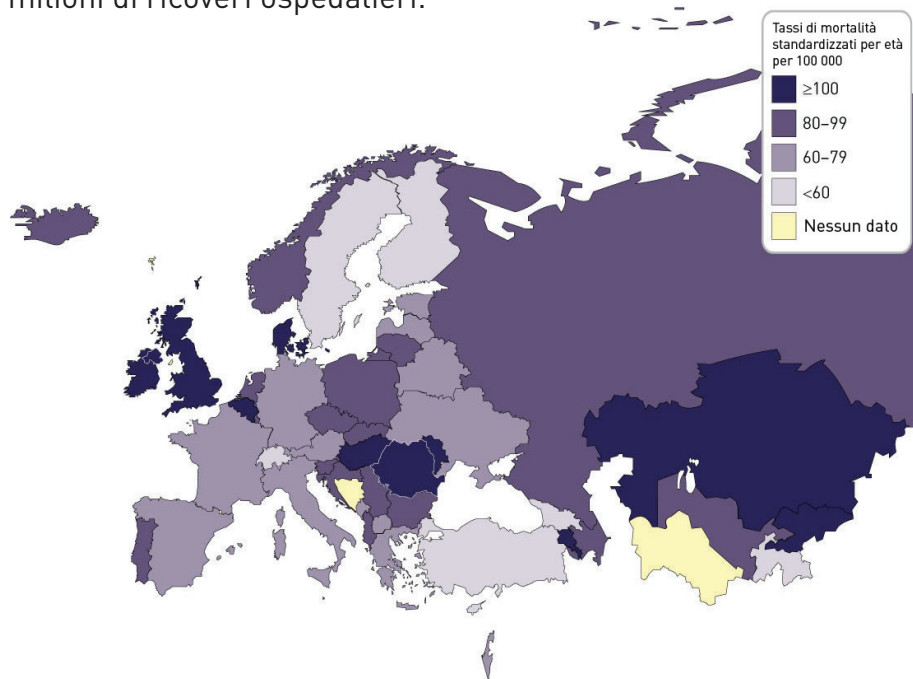 milioni di ricoveri ospedalieri.
Tassi di mortalità
standardizzati per età
per 100 000
≥100
80–99
60–79
<60
Nessun dato